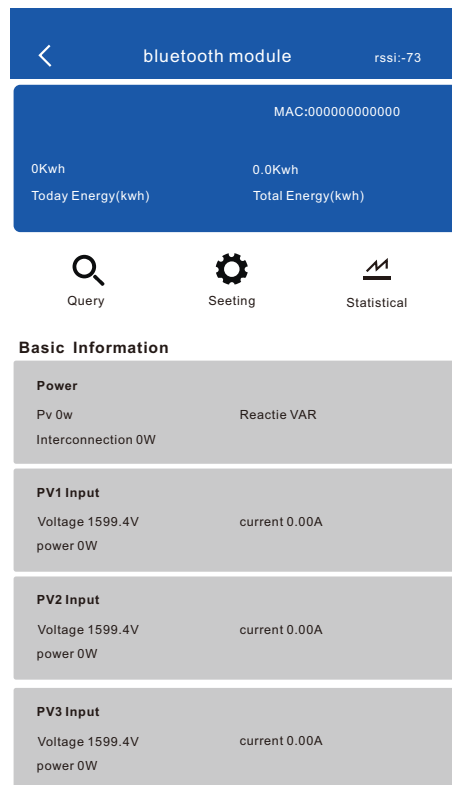 bluetooth module rssi:-73
MAC:000000000000
0Kwh 0.0Kwh
Today Energy(kwh) Total Energy(kwh)
Query Seeting Statistical
Basic Information
Power
Pv 0w Reactie VAR
Interconnection 0W
PV1 Input
Voltage 1599.4V current 0.00A
power 0W
PV2 Input
Voltage 1599.4V current 0.00A
power 0W
PV3 Input
Voltage 1599.4V current 0.00A
power 0W